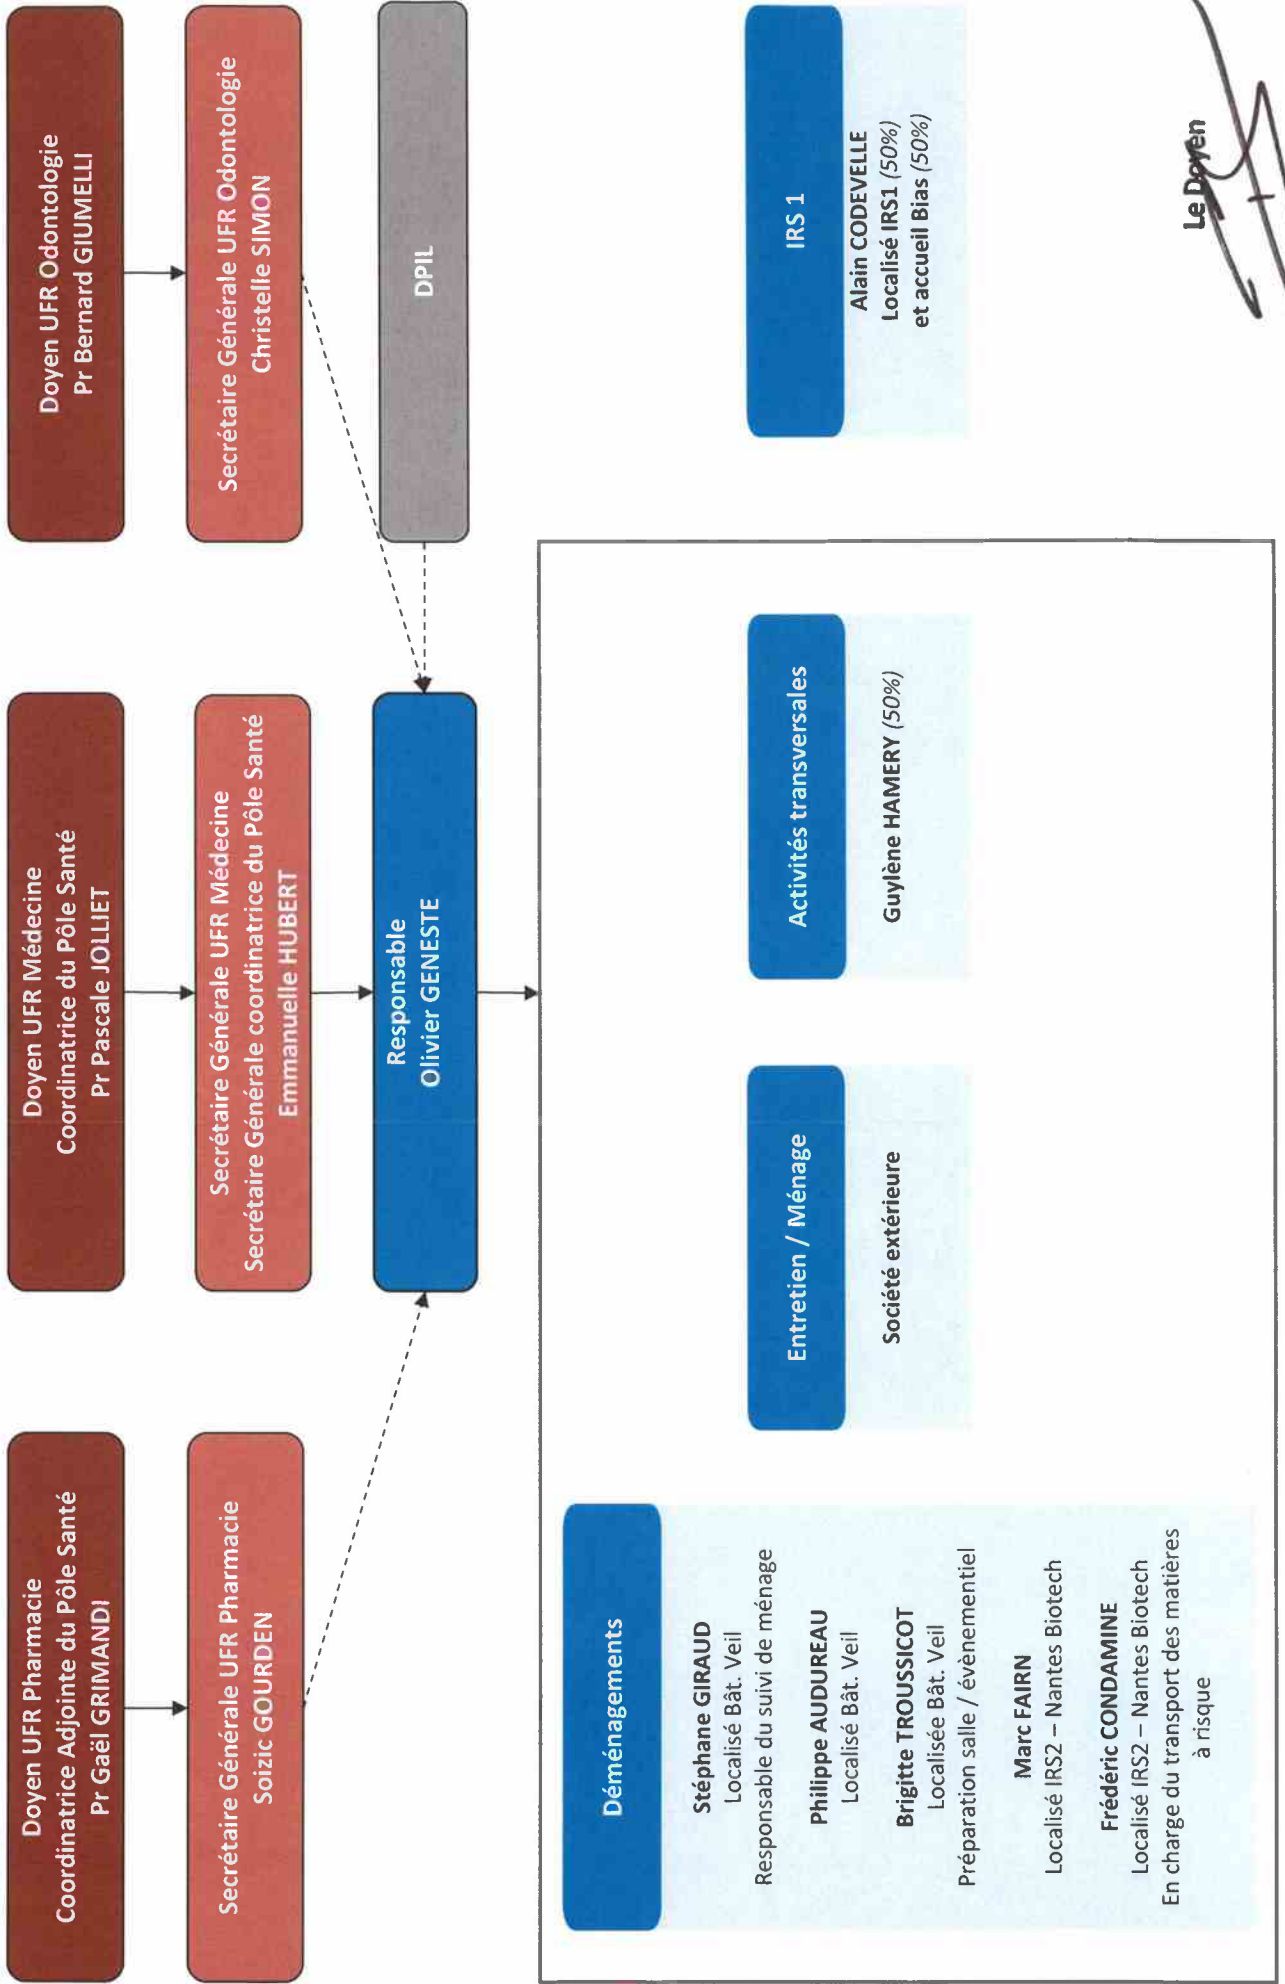 Doyen UFR Pharmacie
Coordinatrice Adjointe du Pôle Santé
Pr Gaël GRIMANDI
Doyen UFR Médecine
Coordinatrice du Pôle Santé
Pr Pascale JOLLIET
Doyen UFR Odontologie
Pr Bernard GIUMELLI
Secrétaire Générale UFR Pharmacie
Soizic GOURDEN
Secrétaire Générale UFR Médecine
Secrétaire Générale coordinatrice du Pôle Santé
Emmanuelle HUBERT
Secrétaire Générale UFR Odontologie
Christelle SIMON
Responsable
Olivier GENESTE
DPIL
Déménagements
Stéphane GIRAUD
Localisé Bât. Veil
Responsable du suivi de ménage
Philippe AUDUREAU
Localisé Bât. Veil
Brigitte TROUSSICOT
Localisée Bât. Veil
Préparation salle / évènementiel
Marc FAIRN
Localisé IRS2 – Nantes Biotech
Frédéric CONDAMINE
Localisé IRS2 – Nantes Biotech
En charge du transport des matières
à risque
Entretien / Ménage
Société extérieure
Activités transversales
Guylène HAMERY (50%)
IRS 1
Alain CODEVELLE
Localisé IRS1 (50%)
et accueil Bias (50%)
Le Doyen